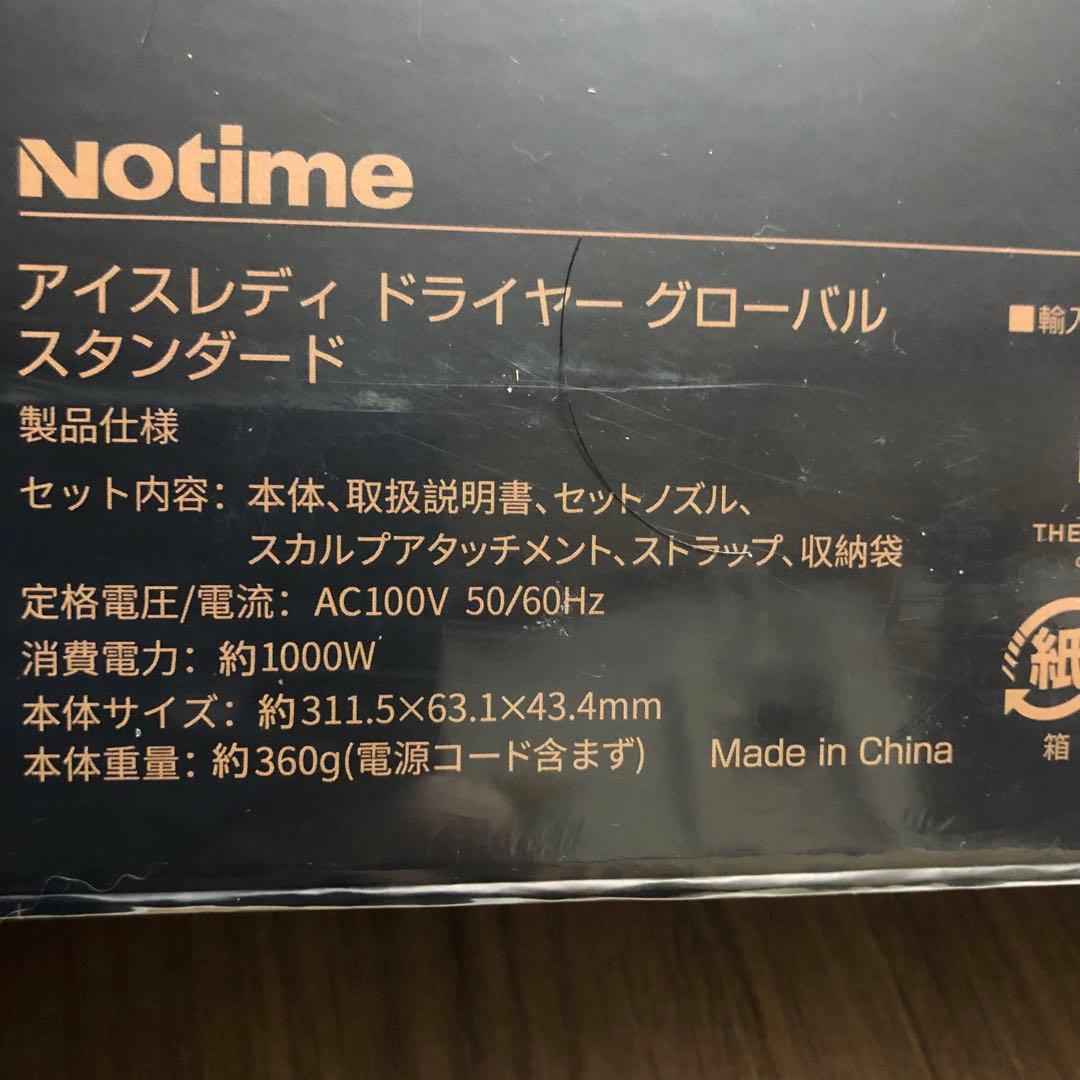 Notime
アイスレディ ドライヤー グローバル
スタンダード
製品仕様
セット内容：本体、取扱説明書、セットノズル、
スカルプアタッチメント、ストラップ、収納袋
定格電圧/電流：AC100V 50/60Hz
消費電力：約1000W
本体サイズ：約311.5×63.1×43.4mm
本体重量：約360g(電源コード含まず)
Made in China
■輸入
THE
紙
箱